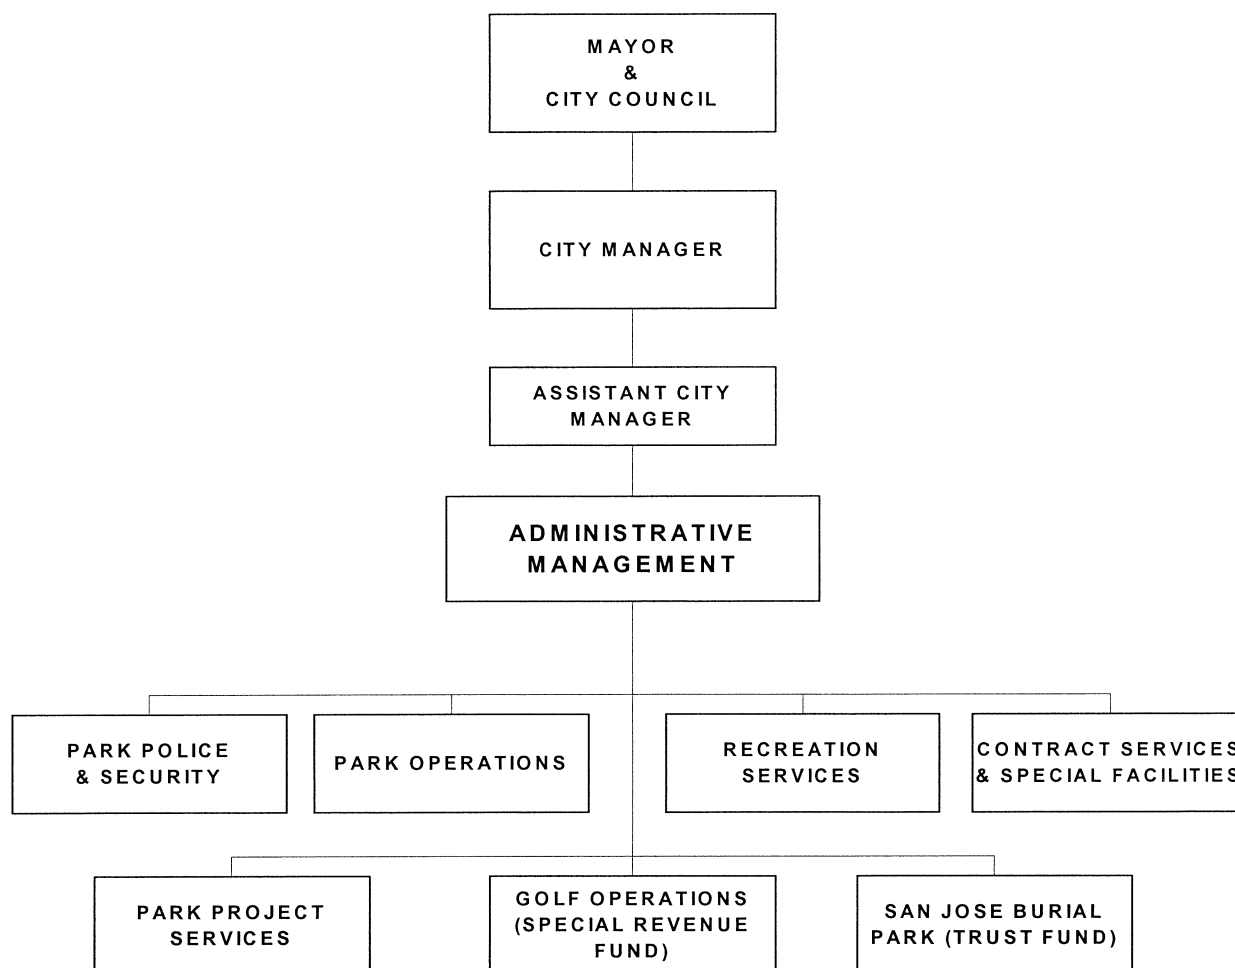 MAYOR
&
CITY COUNCIL
CITY MANAGER
ASSISTANT CITY
MANAGER
ADMINISTRATIVE
MANAGEMENT
PARK POLICE
& SECURITY
PARK OPERATIONS
RECREATION
SERVICES
CONTRACT SERVICES
& SPECIAL FACILITIES
PARK PROJECT
SERVICES
GOLF OPERATIONS
(SPECIAL REVENUE
FUND)
SAN JOSE BURIAL
PARK (TRUST FUND)